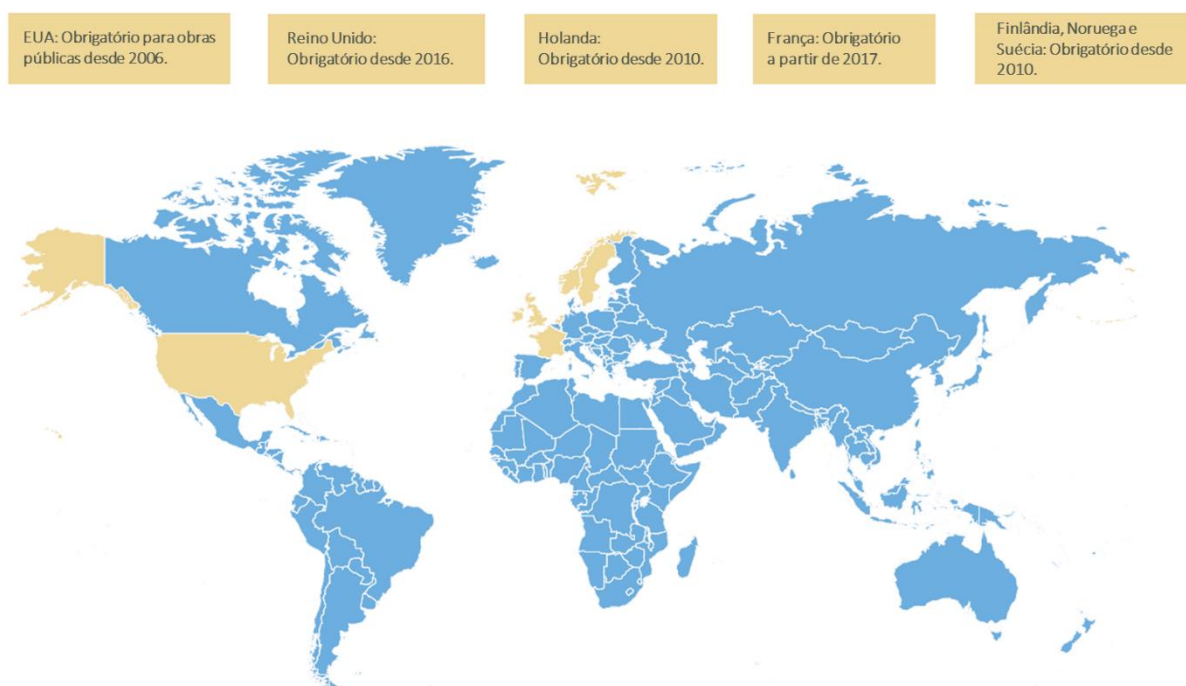 EUA: Obrigatório para obras
públicas desde 2006.
Reino Unido:
Obrigatório desde 2016.
Holanda:
Obrigatório desde 2010.
França: Obrigatório
a partir de 2017.
Finlândia, Noruega e
Suécia: Obrigatório desde
2010.